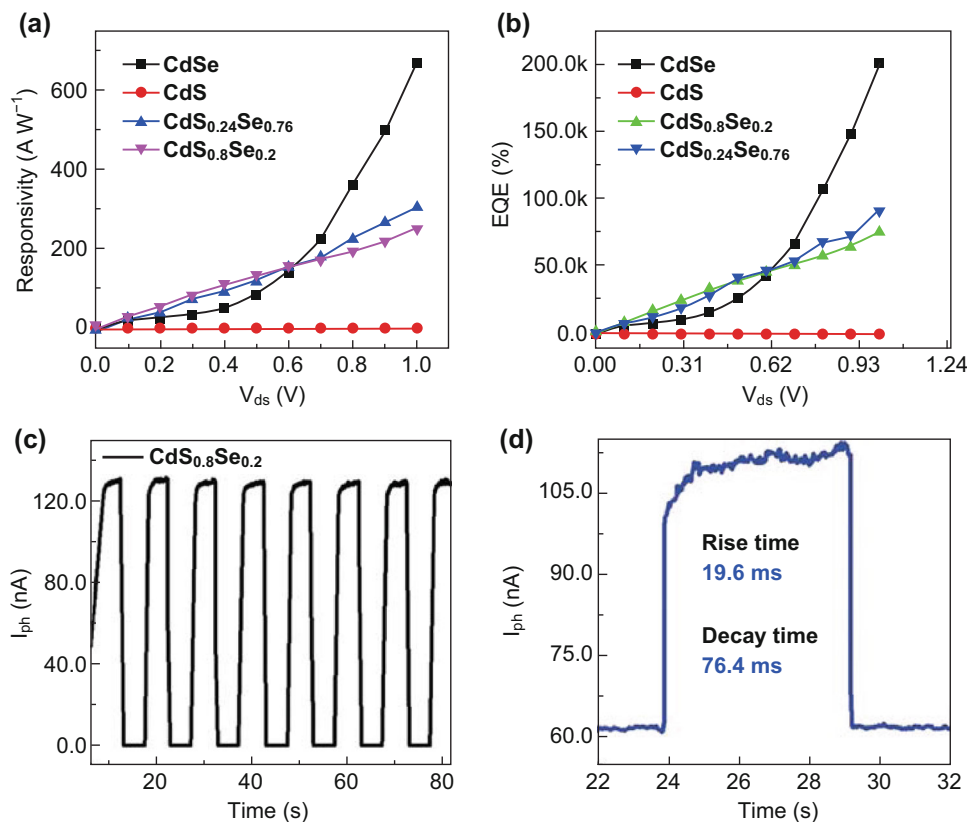 (a)
Responsivity (A W⁻¹)
600
400
200
0
CdSe
CdS
CdS₀.₂₄Se₀.₇₆
CdS₀.₈Se₀.₂
0.0 0.2 0.4 0.6 0.8 1.0
V_ds (V)
(b)
EQE (%)
200.0k
150.0k
100.0k
50.0k
0.0
CdSe
CdS
CdS₀.₈Se₀.₂
CdS₀.₂₄Se₀.₇₆
0.00 0.31 0.62 0.93 1.24
V_ds (V)
(c)
I_ph (nA)
120.0
80.0
40.0
0.0
CdS₀.₈Se₀.₂
20 40 60 80
Time (s)
(d)
I_ph (nA)
105.0
90.0
75.0
60.0
Rise time
19.6 ms
Decay time
76.4 ms
22 24 26 28 30 32
Time (s)